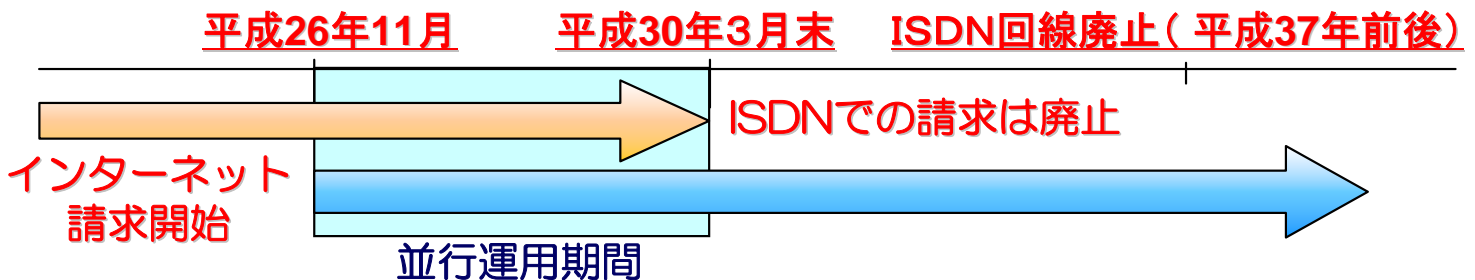 平成26年11月
平成30年３月末
ISDN回線廃止（ 平成37年前後）
ISDNでの請求は廃止
インターネット
請求開始
並行運用期間